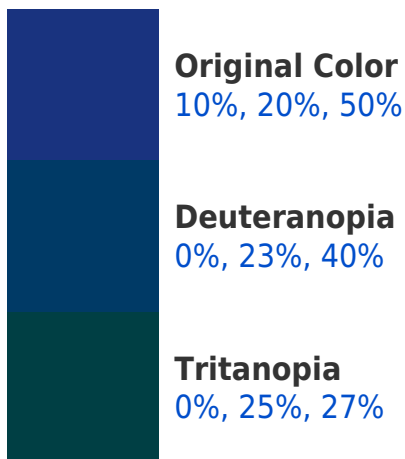 Original Color
10%, 20%, 50%
Deuteranopia
0%, 23%, 40%
Tritanopia
0%, 25%, 27%